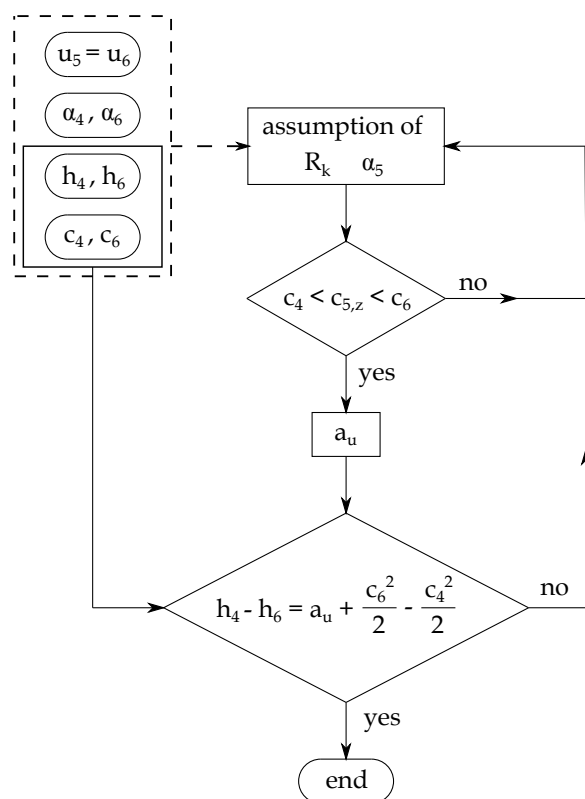 u₅ = u₆
α₄ , α₆
h₄ , h₆
c₄ , c₆
assumption of
Rₖ α₅
c₄ < c₅,z < c₆
no
yes
aᵤ
h₄ - h₆ = aᵤ + c₆²/2 - c₄²/2
no
yes
end